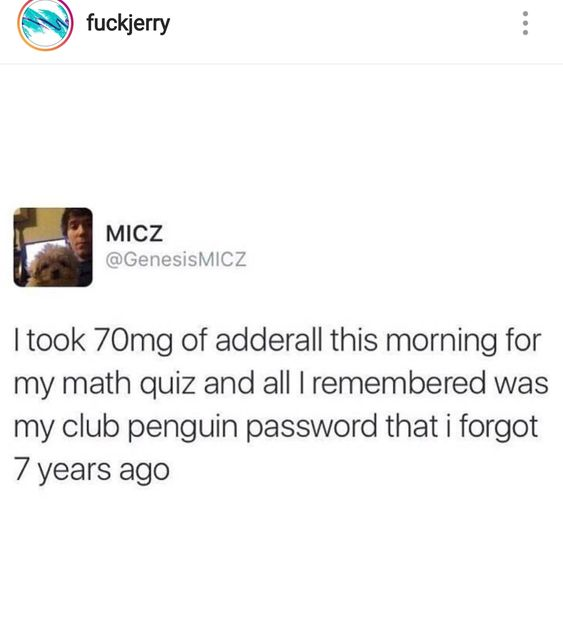 fuckjerry
MICZ
@GenesisMICZ
I took 70mg of adderall this morning for
my math quiz and all I remembered was
my club penguin password that i forgot
7 years ago